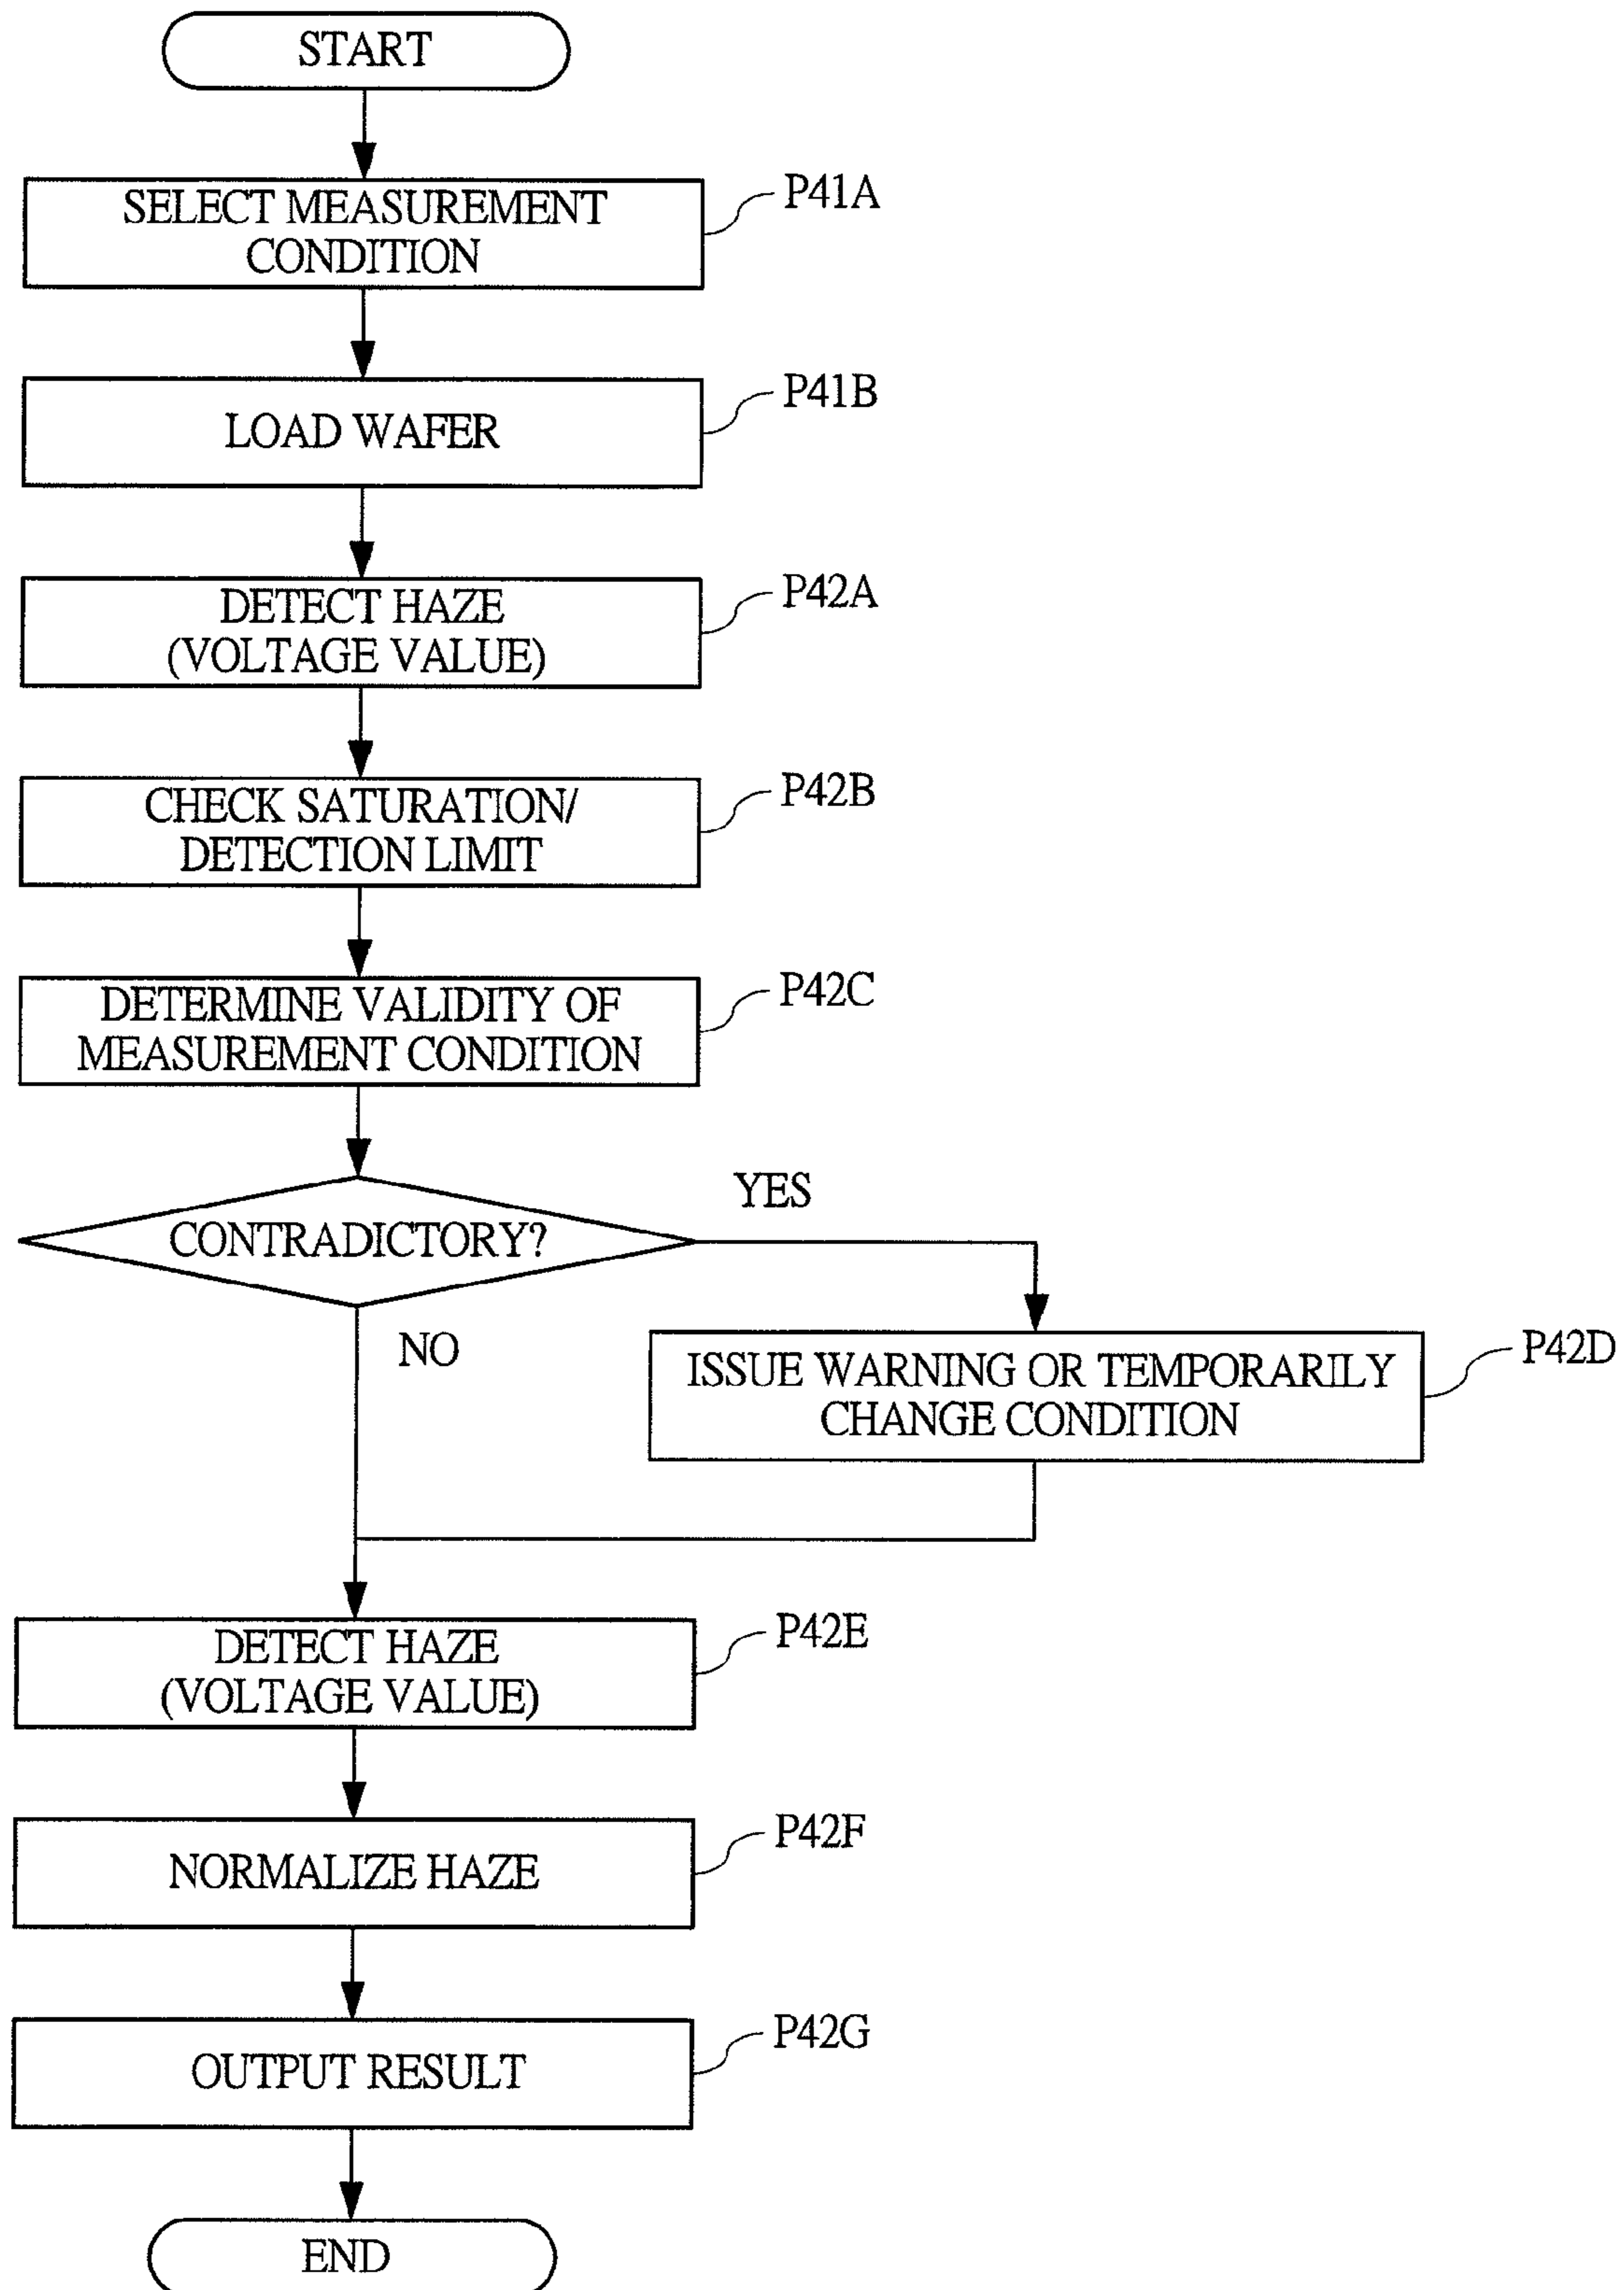 START
SELECT MEASUREMENT
CONDITION
P41A
LOAD WAFER
P41B
DETECT HAZE
(VOLTAGE VALUE)
P42A
CHECK SATURATION/
DETECTION LIMIT
P42B
DETERMINE VALIDITY OF
MEASUREMENT CONDITION
P42C
CONTRADICTORY?
YES
NO
ISSUE WARNING OR TEMPORARILY
CHANGE CONDITION
P42D
DETECT HAZE
(VOLTAGE VALUE)
P42E
NORMALIZE HAZE
P42F
OUTPUT RESULT
P42G
END